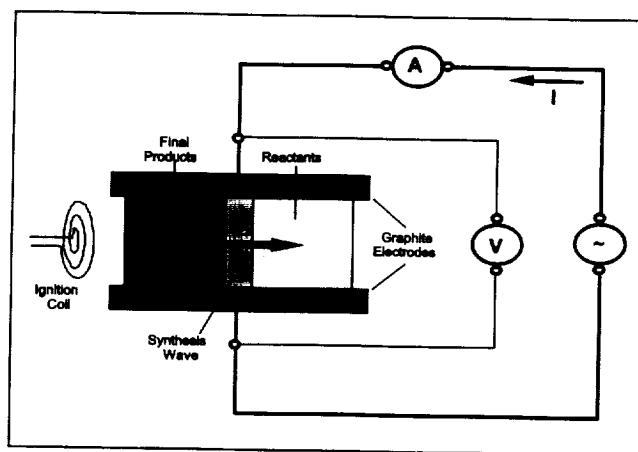 A
I
Final
Products
Reactants
Graphite
Electrodes
V
~
Ignition
Coil
Synthesis
Wave